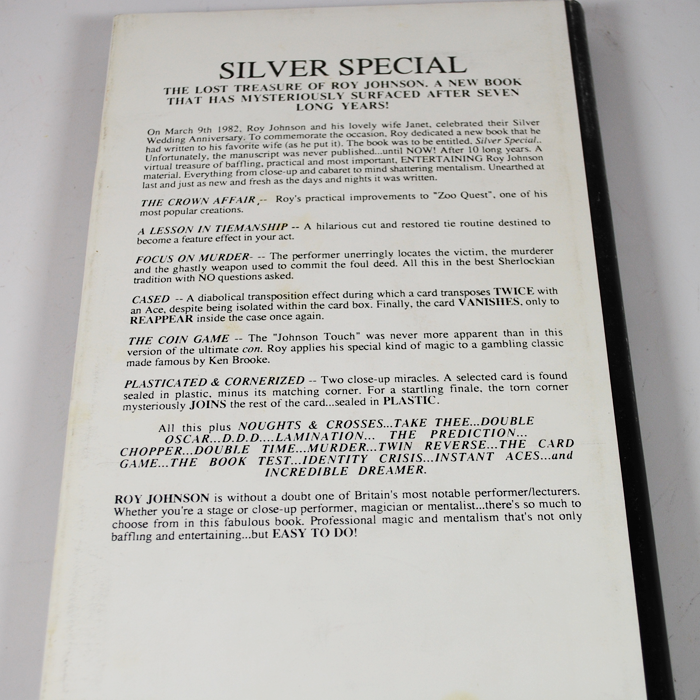 SILVER SPECIAL
THE LOST TREASURE OF ROY JOHNSON. A NEW BOOK
THAT HAS MYSTERIOUSLY SURFACED AFTER SEVEN
LONG YEARS!
On March 9th 1982, Roy Johnson and his lovely wife Janet, celebrated their Silver
Wedding Anniversary. To commemorate the occasion, Roy dedicated a new book that he
had written to his favorite wife (as he put it). The book was to be entitled, Silver Special..
Unfortunately, the manuscript was never published...until NOW! After 10 long years. A
virtual treasure of baffling, practical and most important, ENTERTAINING Roy Johnson
material. Everything from close-up and cabaret to mind shattering mentalism. Unearthed at
last and just as new and fresh as the days and nights it was written.
THE CROWN AFFAIR -- Roy's practical improvements to "Zoo Quest", one of his
most popular creations.
A LESSON IN TIEMANSHIP -- A hilarious cut and restored tie routine destined to
become a feature effect in your act.
FOCUS ON MURDER- -- The performer unerringly locates the victim, the murderer
and the ghastly weapon used to commit the foul deed. All this in the best Sherlockian
tradition with NO questions asked.
CASED -- A diabolical transposition effect during which a card transposes TWICE with
an Ace, despite being isolated within the card box. Finally, the card VANISHES, only to
REAPPEAR inside the case once again.
THE COIN GAME -- The "Johnson Touch" was never more apparent than in this
version of the ultimate con. Roy applies his special kind of magic to a gambling classic
made famous by Ken Brooke.
PLASTICATED & CORNERIZED -- Two close-up miracles. A selected card is found
sealed in plastic, minus its matching corner. For a startling finale, the torn corner
mysteriously JOINS the rest of the card...sealed in PLASTIC.
All this plus NOUGHTS & CROSSES...TAKE THEE...DOUBLE
OSCAR...D.D.D....LAMINATION... THE PREDICTION...
CHOPPER...DOUBLE TIME...MURDER...TWIN REVERSE...THE CARD
GAME...THE BOOK TEST...IDENTITY CRISIS...INSTANT ACES...and
INCREDIBLE DREAMER.
ROY JOHNSON is without a doubt one of Britain's most notable performer/lecturers.
Whether you're a stage or close-up performer, magician or mentalist...there's so much to
choose from in this fabulous book. Professional magic and mentalism that's not only
baffling and entertaining...but EASY TO DO!